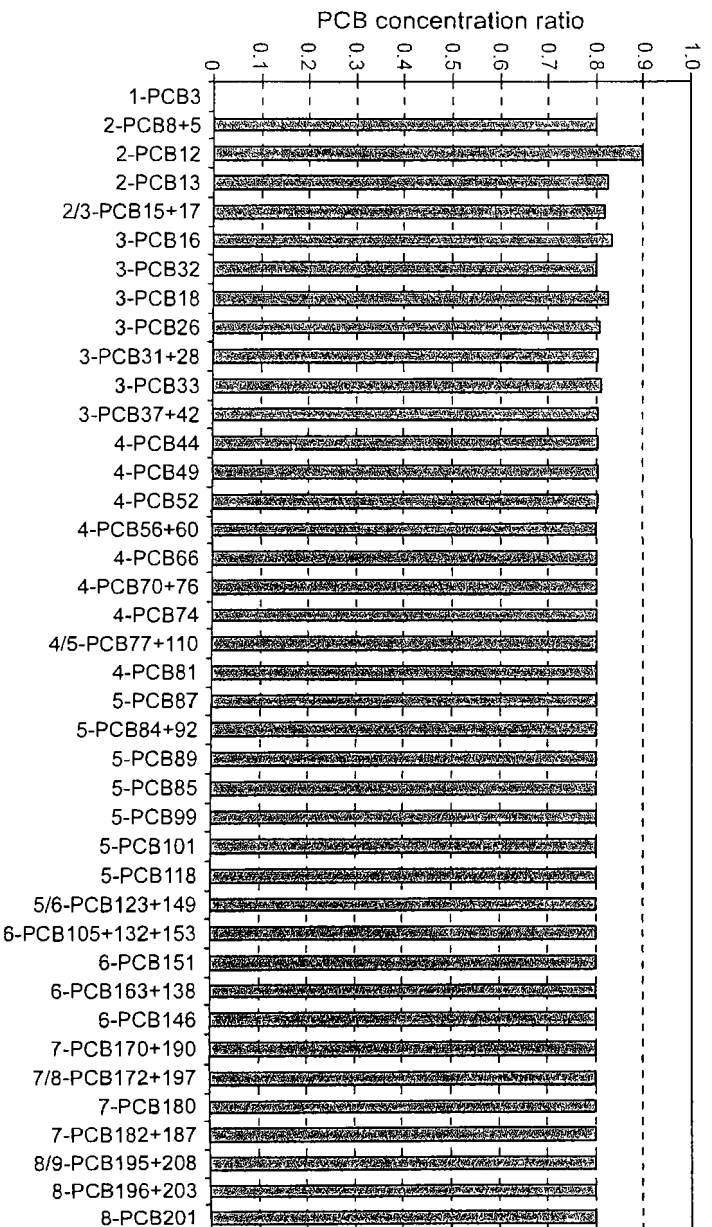 PCB concentration ratio
0 0.1 0.2 0.3 0.4 0.5 0.6 0.7 0.8 0.9 1.0
1-PCB3
2-PCB8+5
2-PCB12
2-PCB13
2/3-PCB15+17
3-PCB16
3-PCB32
3-PCB18
3-PCB26
3-PCB31+28
3-PCB33
3-PCB37+42
4-PCB44
4-PCB49
4-PCB52
4-PCB56+60
4-PCB66
4-PCB70+76
4-PCB74
4/5-PCB77+110
4-PCB81
5-PCB87
5-PCB84+92
5-PCB89
5-PCB85
5-PCB99
5-PCB101
5-PCB118
5/6-PCB123+149
6-PCB105+132+153
6-PCB151
6-PCB163+138
6-PCB146
7-PCB170+190
7/8-PCB172+197
7-PCB180
7-PCB182+187
8/9-PCB195+208
8-PCB196+203
8-PCB201